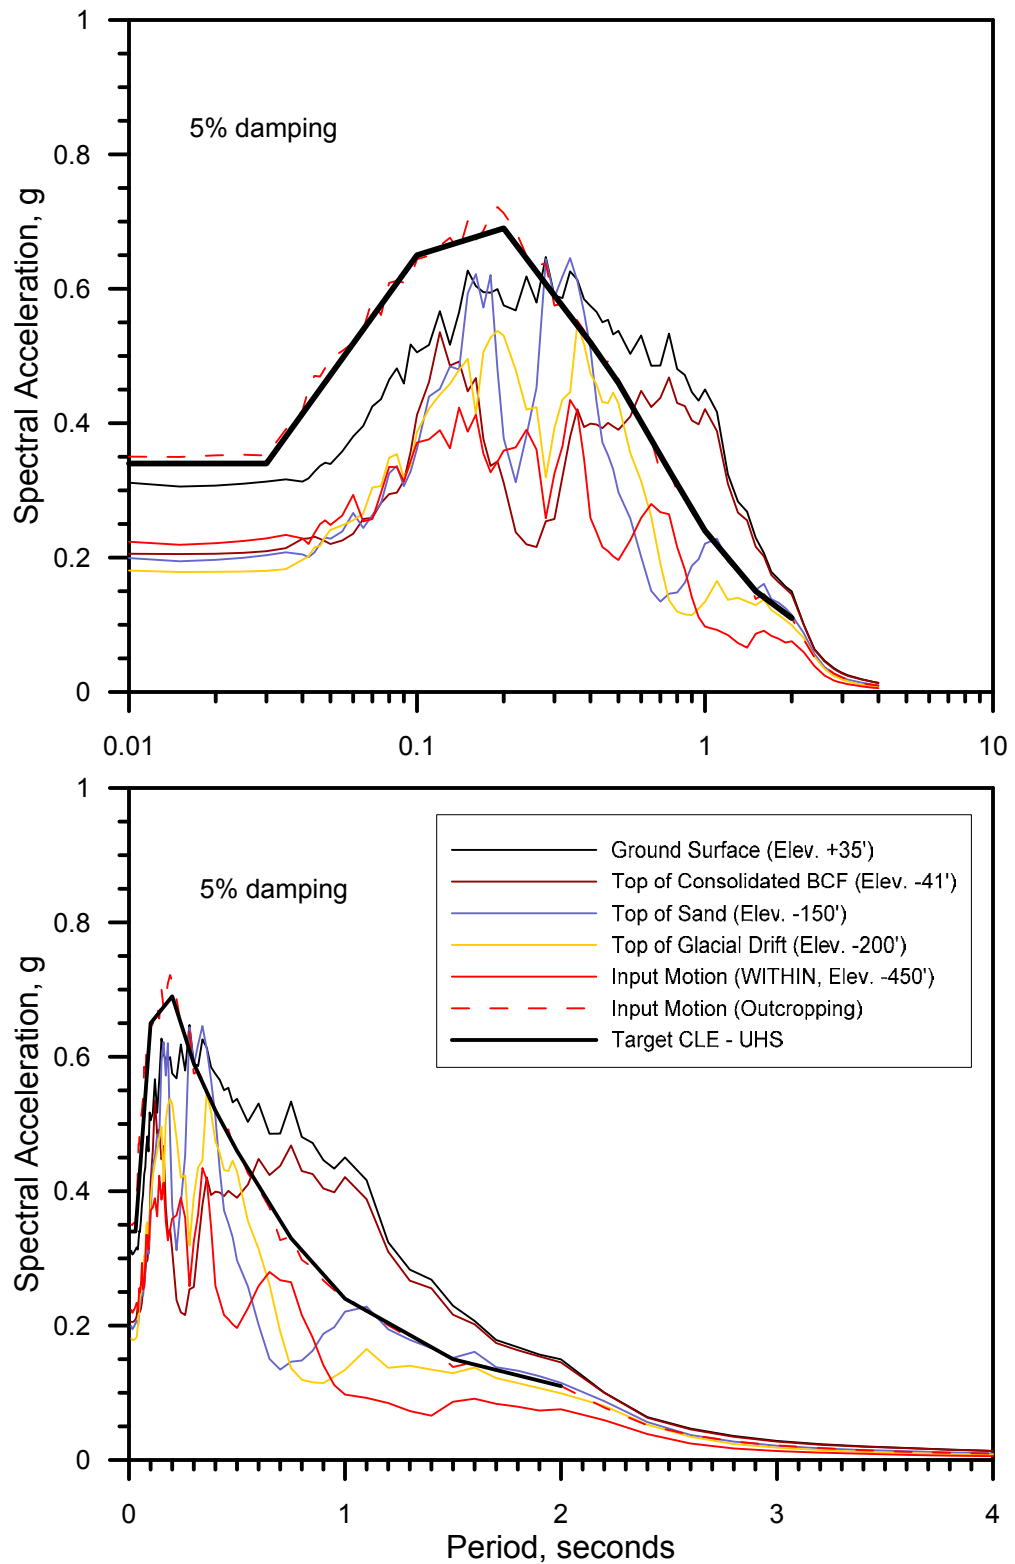 1
0.8
0.6
0.4
0.2
0
Spectral Acceleration, g
5% damping
0.01
0.1
1
10
1
0.8
0.6
0.4
0.2
0
Spectral Acceleration, g
5% damping
Ground Surface (Elev. +35')
Top of Consolidated BCF (Elev. -41')
Top of Sand (Elev. -150')
Top of Glacial Drift (Elev. -200')
Input Motion (WITHIN, Elev. -450')
Input Motion (Outcropping)
Target CLE - UHS
0
1
2
3
4
Period, seconds